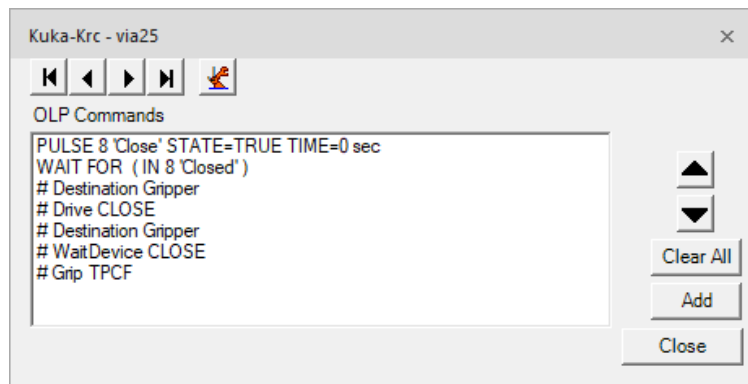 Kuka-Krc - via25
OLP Commands
PULSE 8 'Close' STATE=TRUE TIME=0 sec
WAIT FOR ( IN 8 'Closed' )
# Destination Gripper
# Drive CLOSE
# Destination Gripper
# WaitDevice CLOSE
# Grip TPCF
Clear All
Add
Close